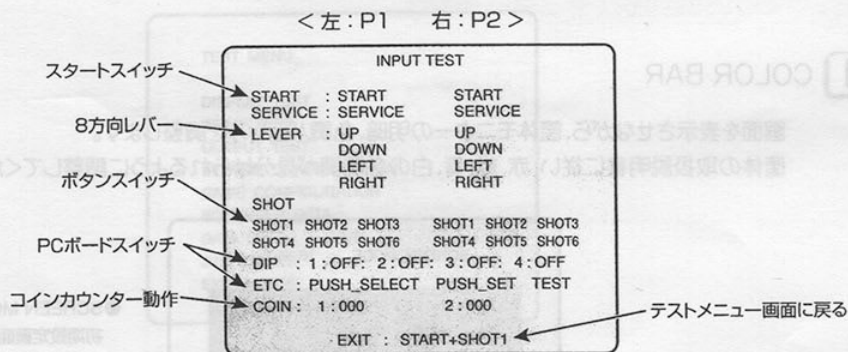 <左:P1 右:P2>
INPUT TEST
スタートスイッチ
START : START START
SERVICE : SERVICE SERVICE
8方向レバー
LEVER : UP UP
DOWN DOWN
LEFT LEFT
RIGHT RIGHT
ボタンスイッチ
SHOT
SHOT1 SHOT2 SHOT3 SHOT1 SHOT2 SHOT3
SHOT4 SHOT5 SHOT6 SHOT4 SHOT5 SHOT6
PCボードスイッチ
DIP : 1:OFF: 2:OFF: 3:OFF: 4:OFF
ETC : PUSH_SELECT PUSH_SET TEST
コインカウンター動作
COIN : 1:000 2:000
テストメニュー画面に戻る
EXIT : START+SHOT1
COLOR BAR